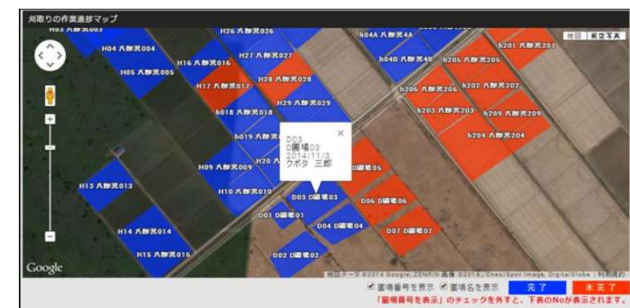 刈取りの作業進捗マップ
地図 航空写真
H04 八郎潟004
H26 八郎潟026
h04A 八郎潟4A
h201 八郎潟201
H05 八郎潟005
H16 八郎潟016
H27 八郎潟027
h04B 八郎潟4B
h205 八郎潟205
H17 八郎潟017
H28 八郎潟028
h206 八郎潟206
h202 八郎潟202
h018 八郎潟018
H29 八郎潟029
h203 八郎潟203
h209 八郎潟209
h204 八郎潟204
D03
D圃場03
2014/11/3
クボタ 三郎
H09 八郎潟009
H10 八郎潟010
H13 八郎潟013
D03 D圃場03
D06 D圃場06
D01 D圃場01
D04 D圃場04
D07 D圃場07
H14 八郎潟014
D02 D圃場02
Google
圃場番号を表示 圃場名を表示 完了 未完了
「圃場番号を表示」のチェックを外すと、下表のNoが表示されます。